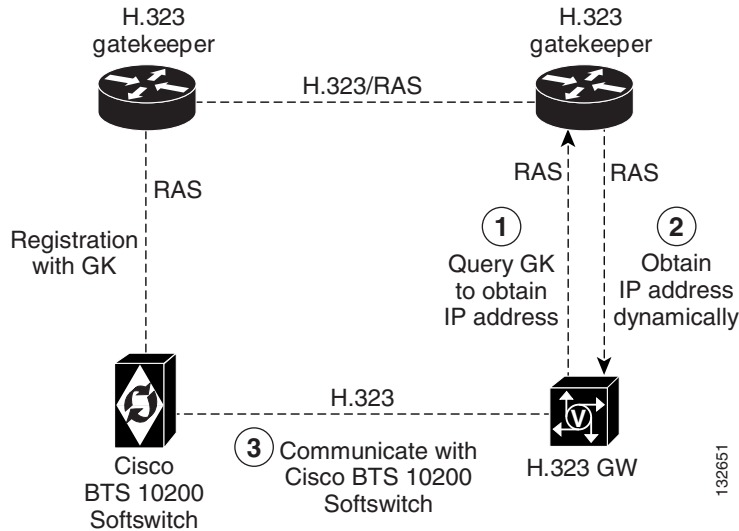 H.323
gatekeeper
H.323
gatekeeper
H.323/RAS
RAS
Registration
with GK
RAS
RAS
1
Query GK
to obtain
IP address
2
Obtain
IP address
dynamically
H.323
3 Communicate with
Cisco BTS 10200
Softswitch
Cisco
BTS 10200
Softswitch
V
H.323 GW
132651